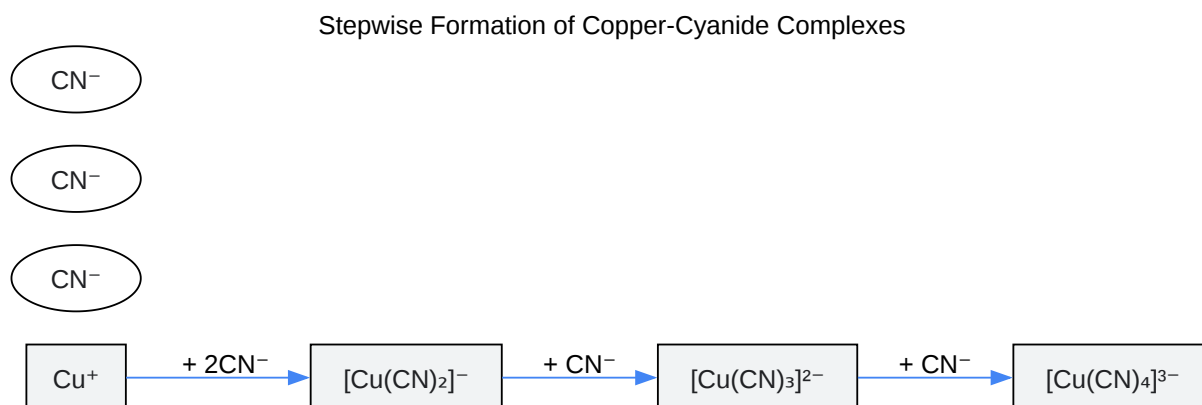 Stepwise Formation of Copper-Cyanide Complexes
CN⁻
CN⁻
CN⁻
Cu⁺
+ 2CN⁻
[Cu(CN)₂]⁻
+ CN⁻
[Cu(CN)₃]²⁻
+ CN⁻
[Cu(CN)₄]³⁻